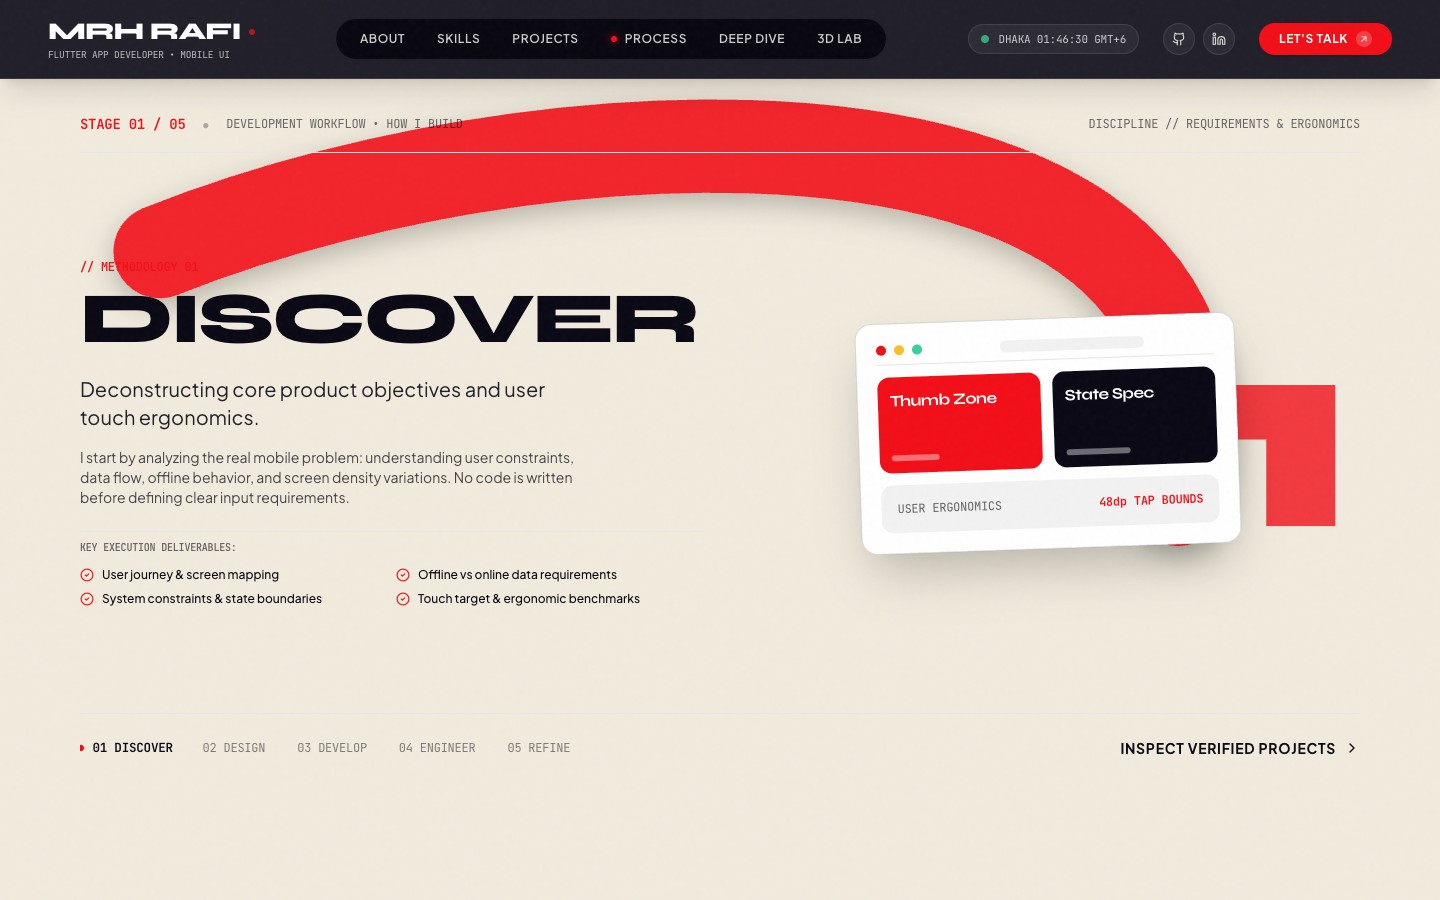 MRH RAFI
FLUTTER APP DEVELOPER • MOBILE UI
ABOUT
SKILLS
PROJECTS
PROCESS
DEEP DIVE
3D LAB
DHAKA 01:46:30 GMT+6
LET'S TALK
STAGE 01 / 05
DEVELOPMENT WORKFLOW • HOW I BUILD
DISCIPLINE // REQUIREMENTS & ERGONOMICS
// METHODOLOGY 01
DISCOVER
Deconstructing core product objectives and user
touch ergonomics.
I start by analyzing the real mobile problem: understanding user constraints,
data flow, offline behavior, and screen density variations. No code is written
before defining clear input requirements.
KEY EXECUTION DELIVERABLES:
User journey & screen mapping
Offline vs online data requirements
System constraints & state boundaries
Touch target & ergonomic benchmarks
Thumb Zone
State Spec
USER ERGONOMICS
48dp TAP BOUNDS
01 DISCOVER
02 DESIGN
03 DEVELOP
04 ENGINEER
05 REFINE
INSPECT VERIFIED PROJECTS